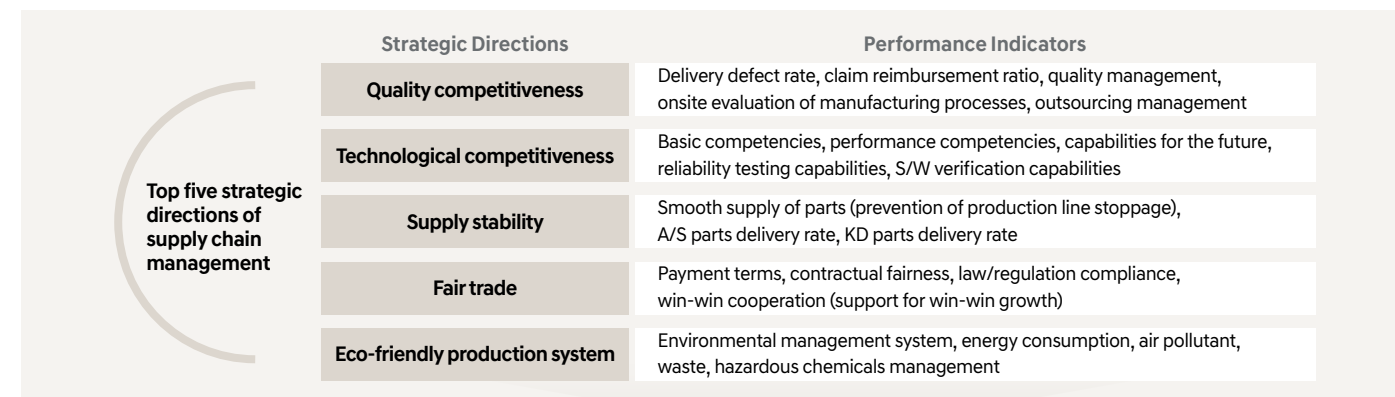 Strategic Directions
Performance Indicators
Top five strategic
directions of
supply chain
management
Quality competitiveness
Delivery defect rate, claim reimbursement ratio, quality management,
onsite evaluation of manufacturing processes, outsourcing management
Technological competitiveness
Basic competencies, performance competencies, capabilities for the future,
reliability testing capabilities, S/W verification capabilities
Supply stability
Smooth supply of parts (prevention of production line stoppage),
A/S parts delivery rate, KD parts delivery rate
Fair trade
Payment terms, contractual fairness, law/regulation compliance,
win-win cooperation (support for win-win growth)
Eco-friendly production system
Environmental management system, energy consumption, air pollutant,
waste, hazardous chemicals management